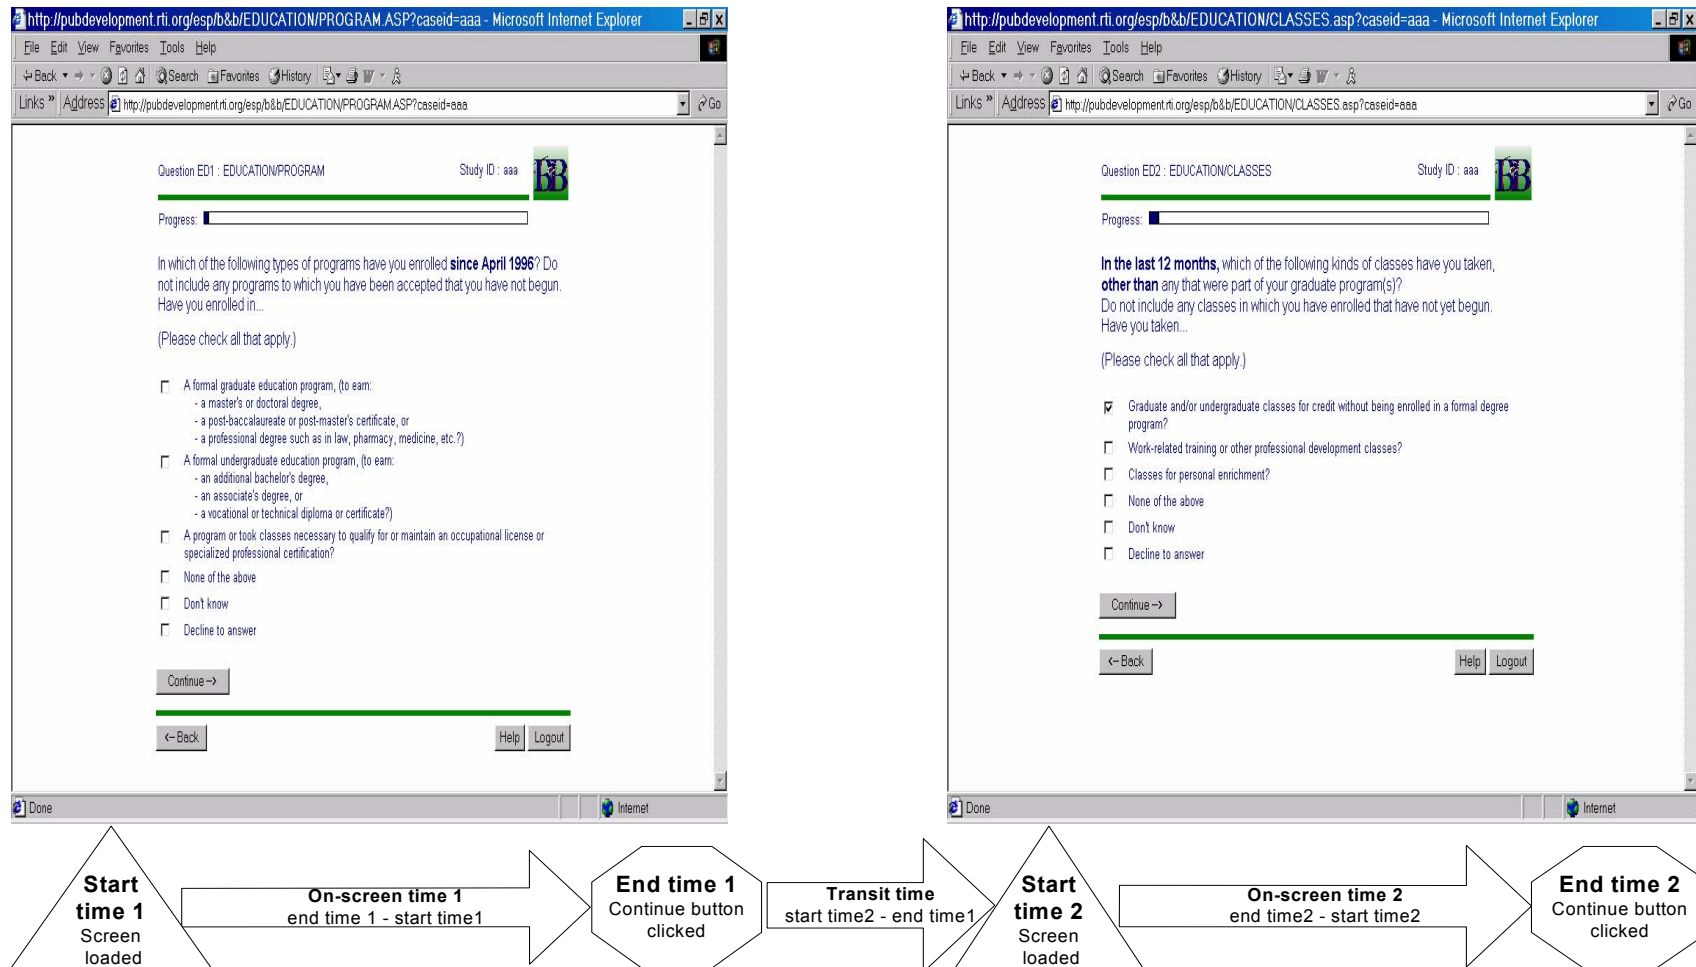 http://pubdevelopment.rti.org/esp/b&b/EDUCATION/PROGRAM.ASP?caseid=aaa - Microsoft Internet Explorer
File Edit View Favorites Tools Help
Back Search Favorites History
Links » Address http://pubdevelopment.rti.org/esp/b&b/EDUCATION/PROGRAM.ASP?caseid=aaa Go
Question ED1 : EDUCATION/PROGRAM Study ID : aaa B&B
Progress:
In which of the following types of programs have you enrolled since April 1996? Do
not include any programs to which you have been accepted that you have not begun.
Have you enrolled in...
(Please check all that apply.)
A formal graduate education program, (to earn:
- a master's or doctoral degree,
- a post-baccalaureate or post-master's certificate, or
- a professional degree such as in law, pharmacy, medicine, etc.?)
A formal undergraduate education program, (to earn:
- an additional bachelor's degree,
- an associate's degree, or
- a vocational or technical diploma or certificate?)
A program or took classes necessary to qualify for or maintain an occupational license or
specialized professional certification?
None of the above
Don't know
Decline to answer
Continue -->
<-- Back Help Logout
Done Internet
http://pubdevelopment.rti.org/esp/b&b/EDUCATION/CLASSES.asp?caseid=aaa - Microsoft Internet Explorer
File Edit View Favorites Tools Help
Back Search Favorites History
Links » Address http://pubdevelopment.rti.org/esp/b&b/EDUCATION/CLASSES.asp?caseid=aaa Go
Question ED2 : EDUCATION/CLASSES Study ID : aaa B&B
Progress:
In the last 12 months, which of the following kinds of classes have you taken,
other than any that were part of your graduate program(s)?
Do not include any classes in which you have enrolled that have not yet begun.
Have you taken...
(Please check all that apply.)
Graduate and/or undergraduate classes for credit without being enrolled in a formal degree
program?
Work-related training or other professional development classes?
Classes for personal enrichment?
None of the above
Don't know
Decline to answer
Continue -->
<-- Back Help Logout
Done Internet
Start
time 1
Screen
loaded
On-screen time 1
end time 1 - start time1
End time 1
Continue button
clicked
Transit time
start time2 - end time1
Start
time 2
Screen
loaded
On-screen time 2
end time2 - start time2
End time 2
Continue button
clicked